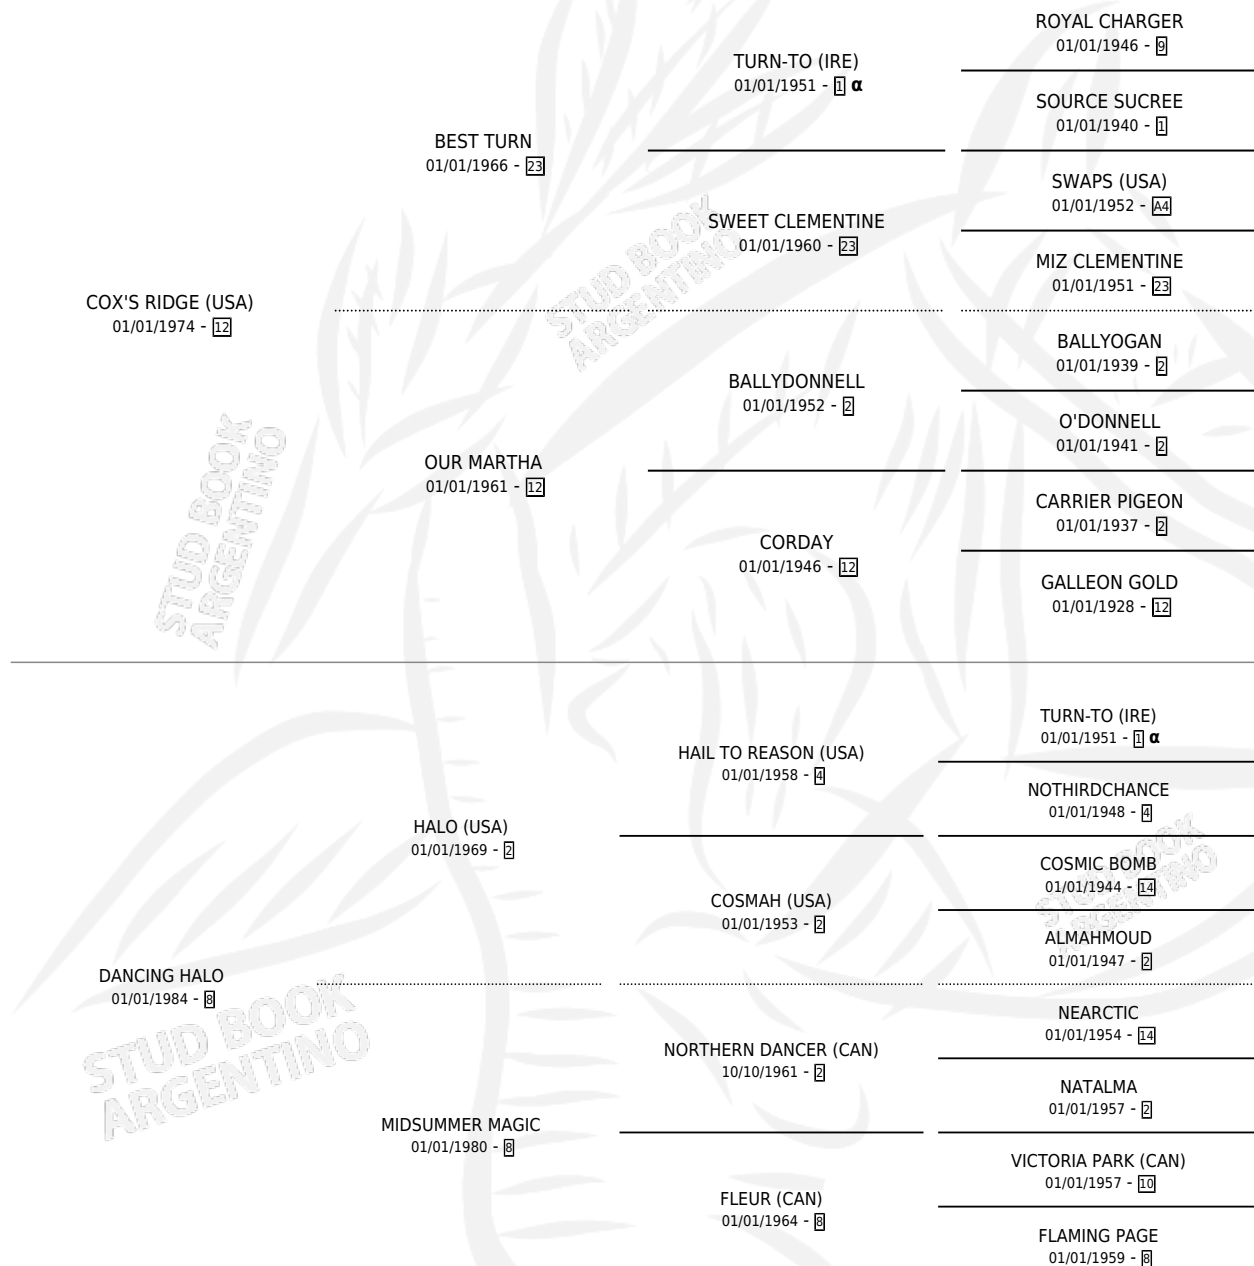 COX'S RIDGE (USA)
01/01/1974 - 12
BEST TURN
01/01/1966 - 23
TURN-TO (IRE)
01/01/1951 - 1 α
ROYAL CHARGER
01/01/1946 - 9
SOURCE SUCREE
01/01/1940 - 1
SWEET CLEMENTINE
01/01/1960 - 23
SWAPS (USA)
01/01/1952 - A4
MIZ CLEMENTINE
01/01/1951 - 23
OUR MARTHA
01/01/1961 - 12
BALLYDONNELL
01/01/1952 - 2
BALLYOGAN
01/01/1939 - 2
O'DONNELL
01/01/1941 - 2
CORDAY
01/01/1946 - 12
CARRIER PIGEON
01/01/1937 - 2
GALLEON GOLD
01/01/1928 - 12
DANCING HALO
01/01/1984 - 8
HALO (USA)
01/01/1969 - 2
HAIL TO REASON (USA)
01/01/1958 - 4
TURN-TO (IRE)
01/01/1951 - 1 α
NOTHIRDCHANCE
01/01/1948 - 4
COSMAH (USA)
01/01/1953 - 2
COSMIC BOMB
01/01/1944 - 14
ALMAHMOUD
01/01/1947 - 2
MIDSUMMER MAGIC
01/01/1980 - 8
NORTHERN DANCER (CAN)
10/10/1961 - 2
NEARCTIC
01/01/1954 - 14
NATALMA
01/01/1957 - 2
FLEUR (CAN)
01/01/1964 - 8
VICTORIA PARK (CAN)
01/01/1957 - 10
FLAMING PAGE
01/01/1959 - 8
STUD BOOK
ARGENTINO
STUD BOOK
ARGENTINO
STUD BOOK
ARGENTINO
STUD BOOK
ARGENTINO